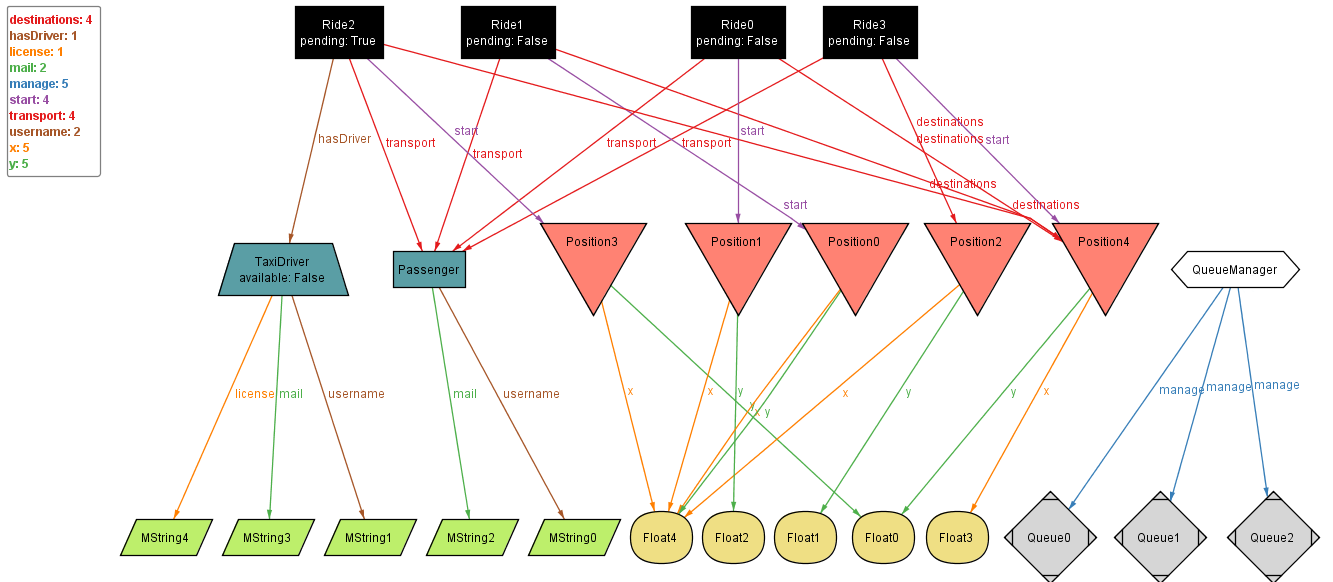 destinations: 4
hasDriver: 1
license: 1
mail: 2
manage: 5
start: 4
transport: 4
username: 2
x: 5
y: 5
Ride2
pending: True
Ride1
pending: False
Ride0
pending: False
Ride3
pending: False
hasDriver
transport
start
transport
transport
transport
start
destinations
destinations
start
destinations
destinations
start
TaxiDriver
available: False
Passenger
Position3
Position1
Position0
Position2
Position4
QueueManager
license
mail
username
mail
username
x
x
y
y
x
y
x
y
y
x
manage
manage
manage
MString4
MString3
MString1
MString2
MString0
Float4
Float2
Float1
Float0
Float3
Queue0
Queue1
Queue2